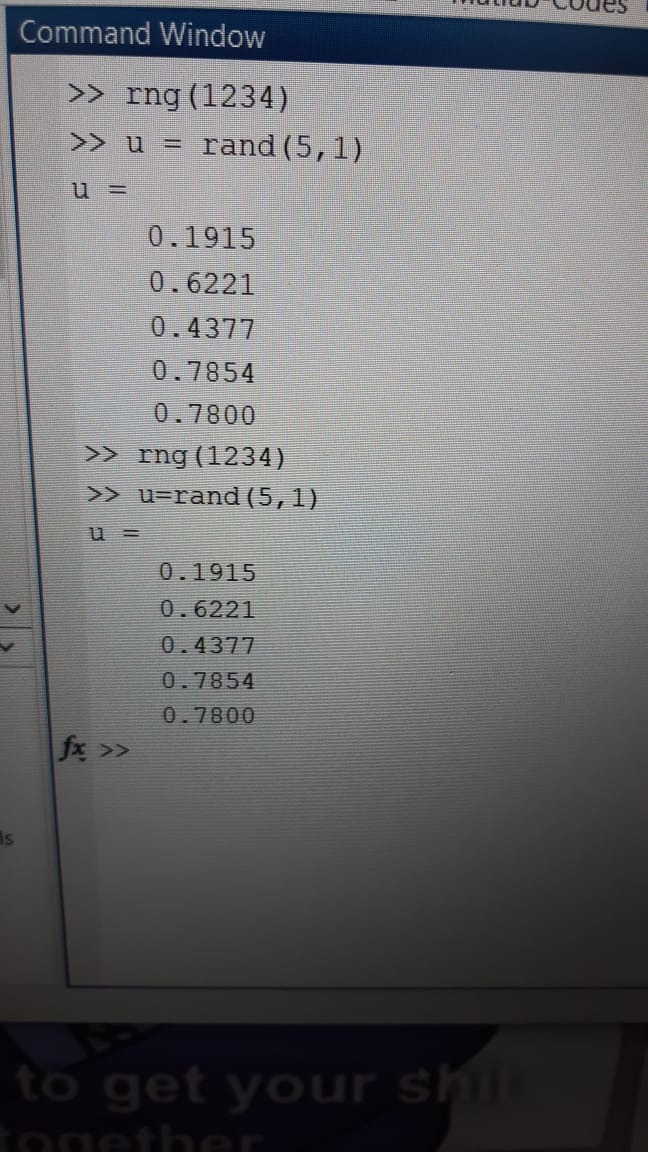 Matlab-Codes
Command Window
>> rng(1234)
>> u = rand(5,1)
u =
0.1915
0.6221
0.4377
0.7854
0.7800
>> rng(1234)
>> u=rand(5,1)
u =
0.1915
0.6221
0.4377
0.7854
0.7800
fx >>
ls
to get your shit
together